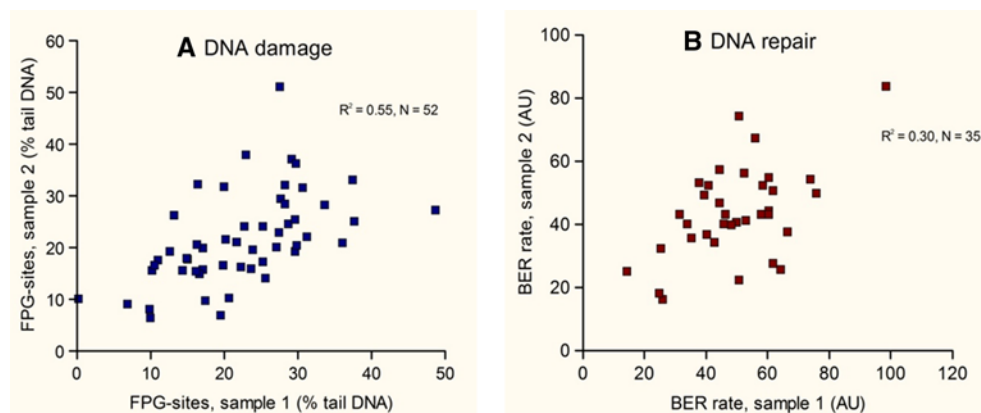 A DNA damage
60
50
40
30
20
10
0
FPG-sites, sample 2 (% tail DNA)
R² = 0.55, N = 52
0 10 20 30 40 50
FPG-sites, sample 1 (% tail DNA)
B DNA repair
100
80
60
40
20
0
BER rate, sample 2 (AU)
R² = 0.30, N = 35
0 20 40 60 80 100 120
BER rate, sample 1 (AU)